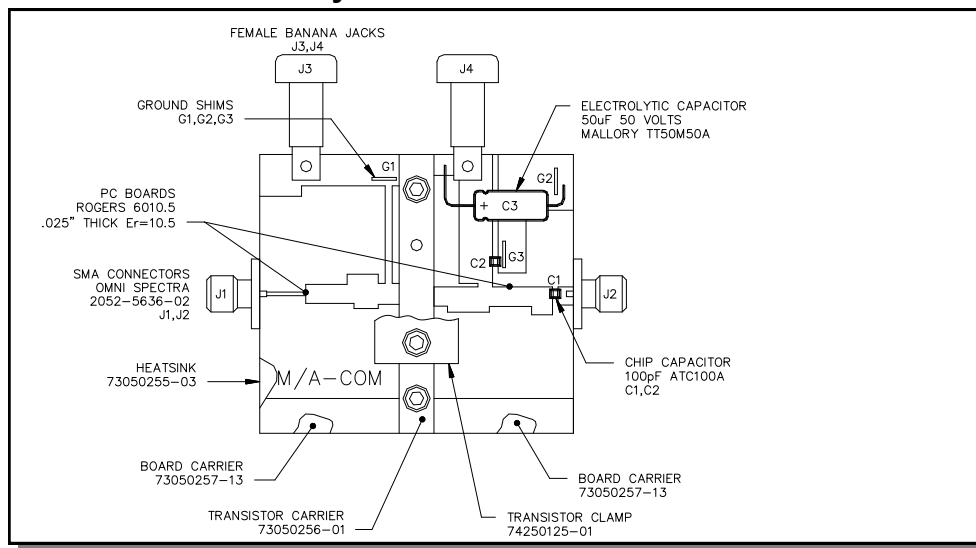 FEMALE BANANA JACKS
J3,J4
J3
J4
GROUND SHIMS
G1,G2,G3
ELECTROLYTIC CAPACITOR
50uF 50 VOLTS
MALLORY TT50M50A
G1
G2
PC BOARDS
ROGERS 6010.5
.025" THICK Er=10.5
+ C3
C2
G3
SMA CONNECTORS
OMNI SPECTRA
2052-5636-02
J1,J2
J1
C1
J2
HEATSINK
73050255-03
M/A-COM
CHIP CAPACITOR
100pF ATC100A
C1,C2
BOARD CARRIER
73050257-13
BOARD CARRIER
73050257-13
TRANSISTOR CARRIER
73050256-01
TRANSISTOR CLAMP
74250125-01